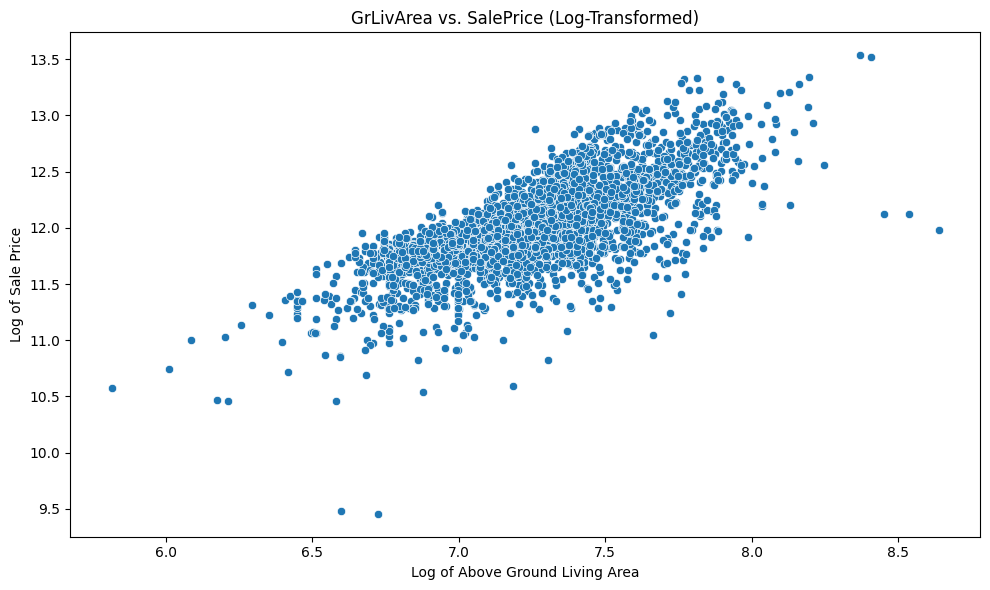 GrLivArea vs. SalePrice (Log-Transformed)
Log of Sale Price
13.5
13.0
12.5
12.0
11.5
11.0
10.5
10.0
9.5
6.0 6.5 7.0 7.5 8.0 8.5
Log of Above Ground Living Area